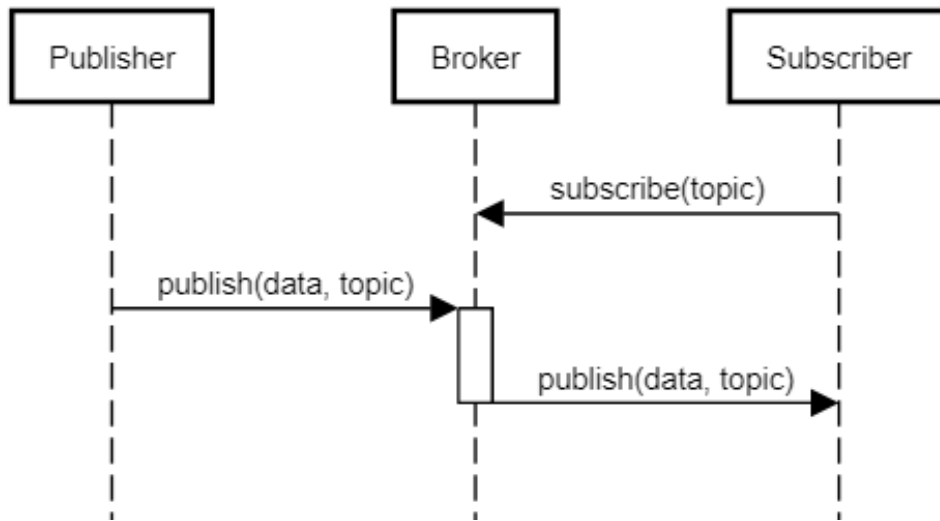 Publisher
Broker
Subscriber
subscribe(topic)
publish(data, topic)
publish(data, topic)